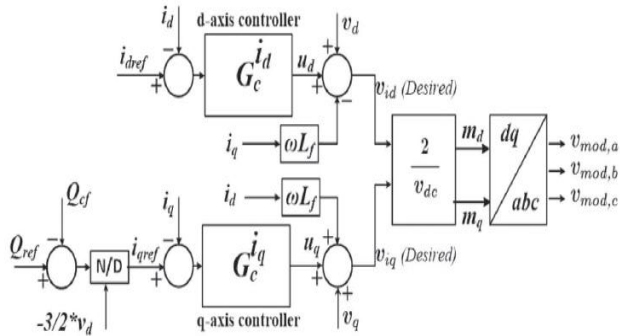 i_d
d-axis controller
v_d
i_dref
-
+
G_c^i_d
u_d
+
+
-
v_id (Desired)
i_q
ωL_f
2
v_dc
m_d
m_q
dq
abc
v_mod,a
v_mod,b
v_mod,c
Q_cf
i_q
i_d
ωL_f
Q_ref
-
+
N/D
i_qref
-
+
G_c^i_q
u_q
+
+
+
v_iq (Desired)
-3/2*v_d
q-axis controller
v_q